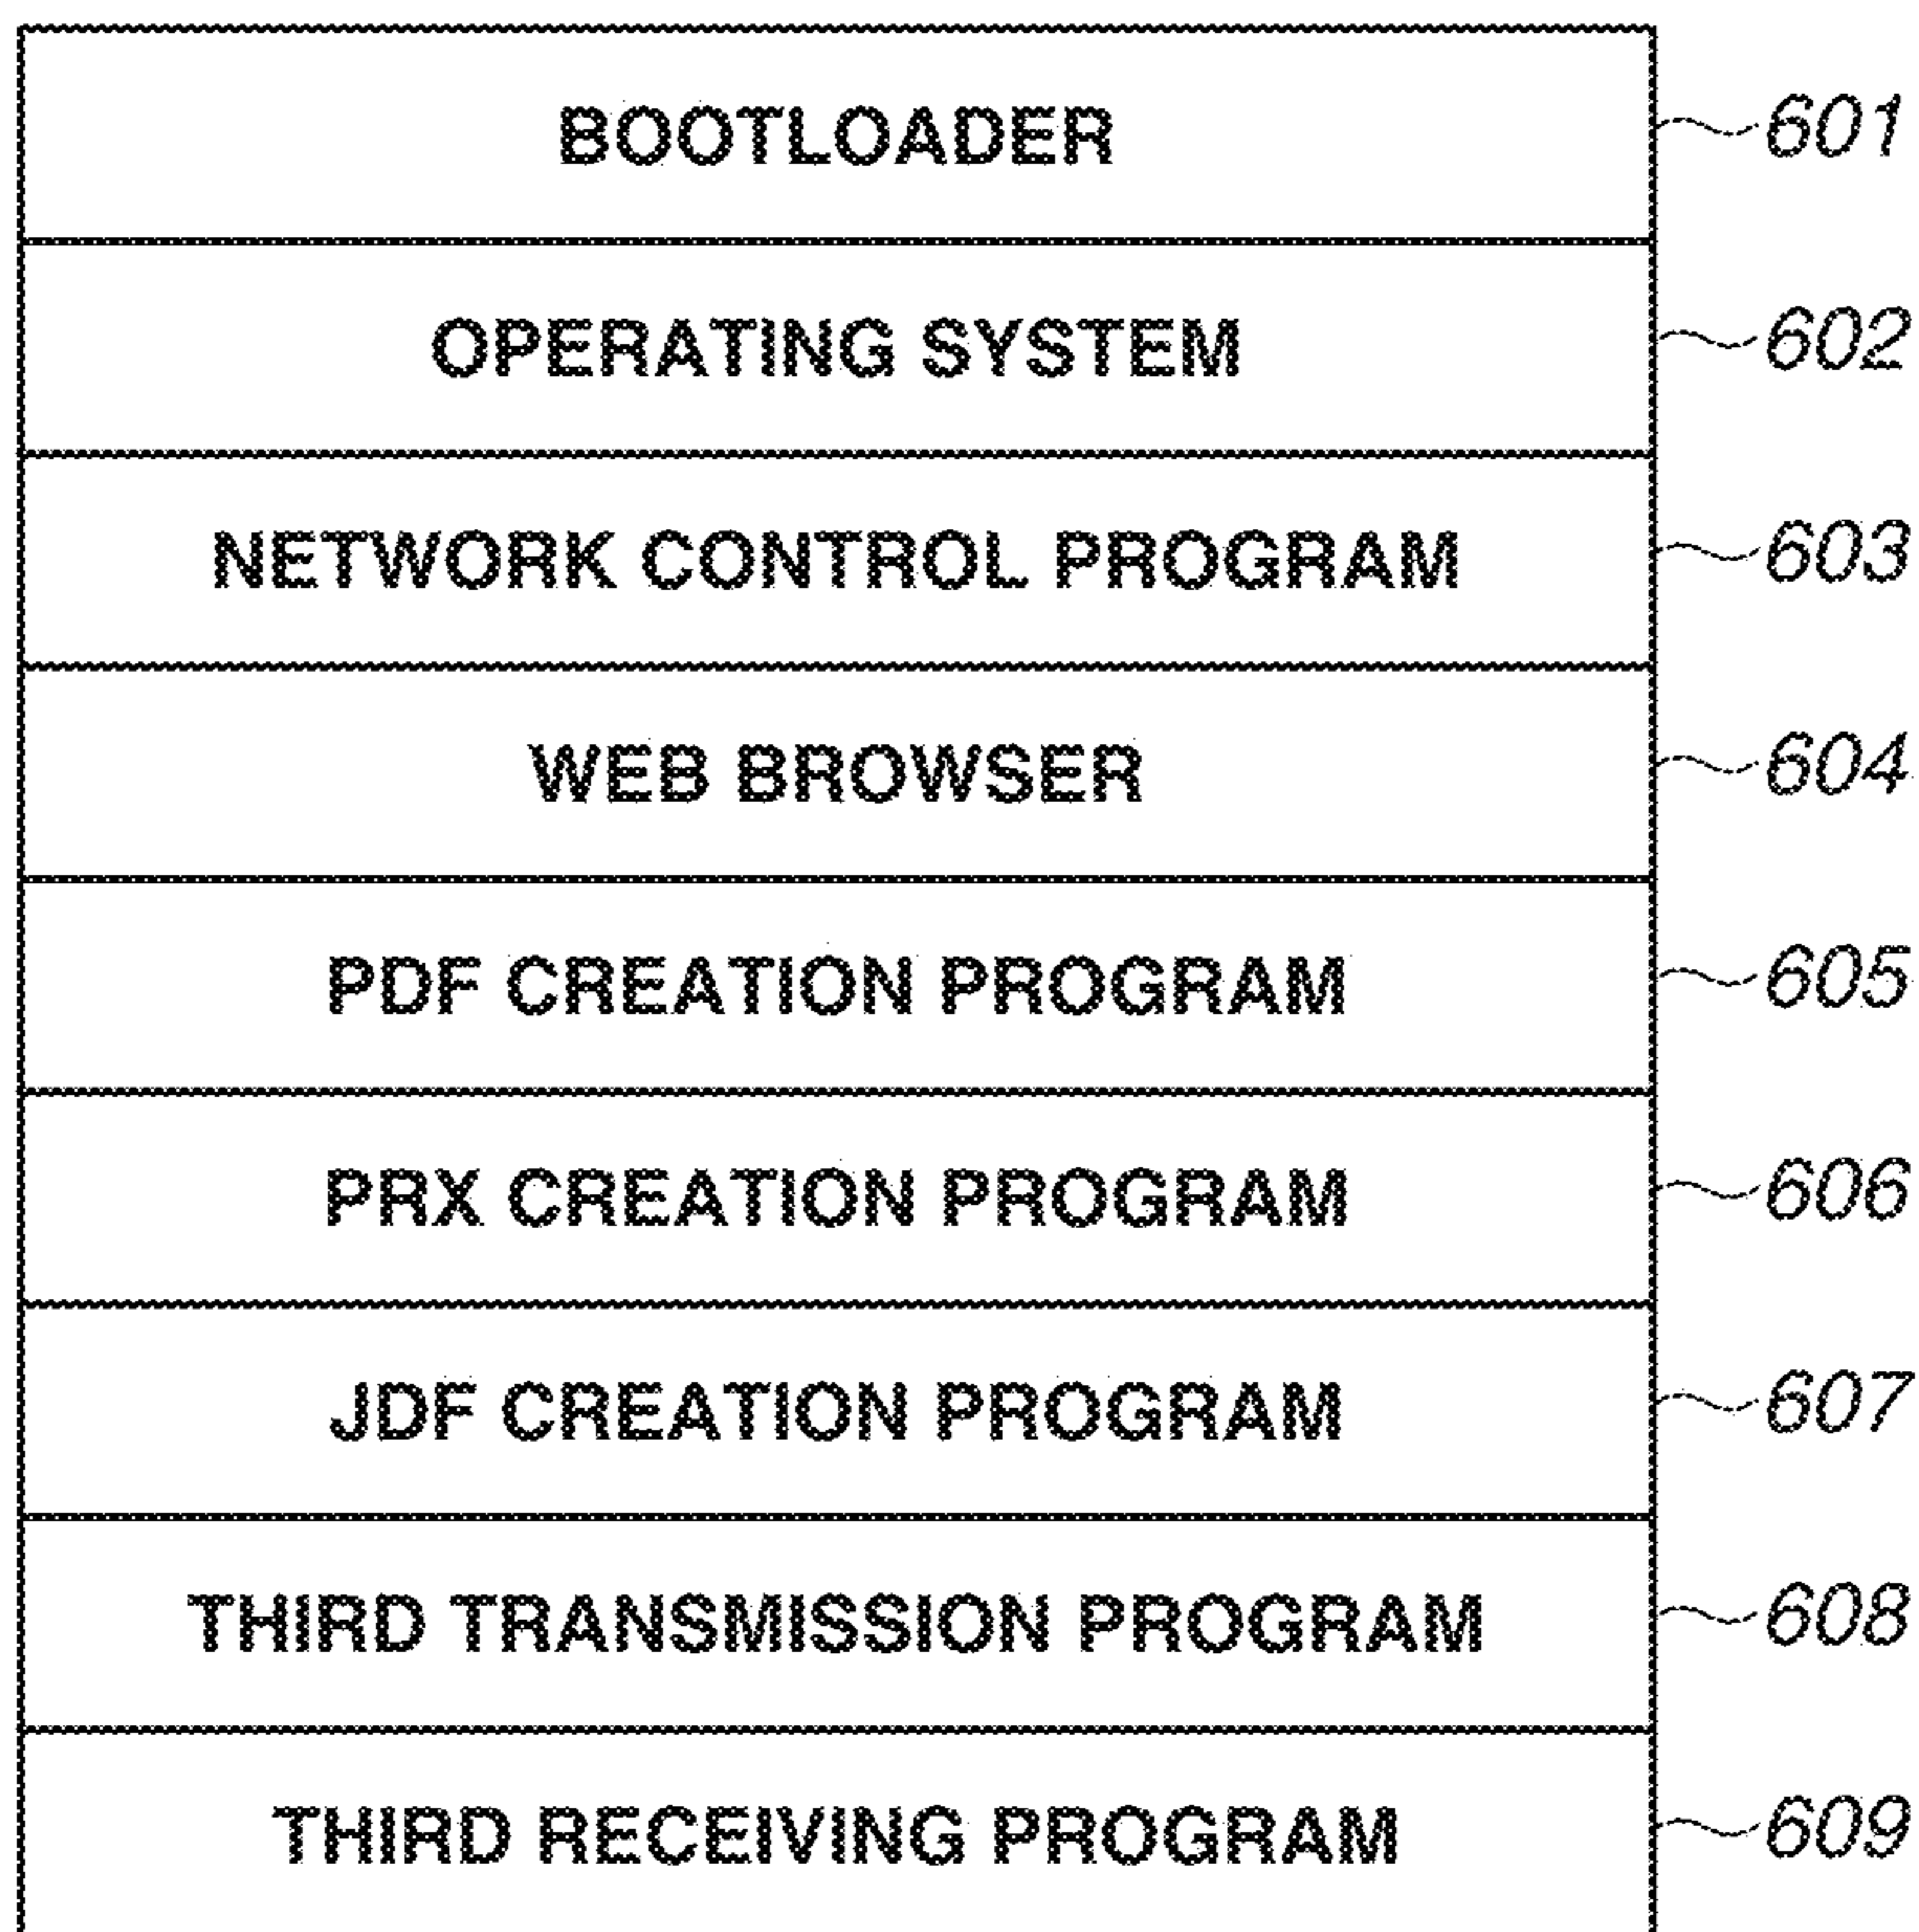 BOOTLOADER 601
OPERATING SYSTEM 602
NETWORK CONTROL PROGRAM 603
WEB BROWSER 604
PDF CREATION PROGRAM 605
PRX CREATION PROGRAM 606
JDF CREATION PROGRAM 607
THIRD TRANSMISSION PROGRAM 608
THIRD RECEIVING PROGRAM 609